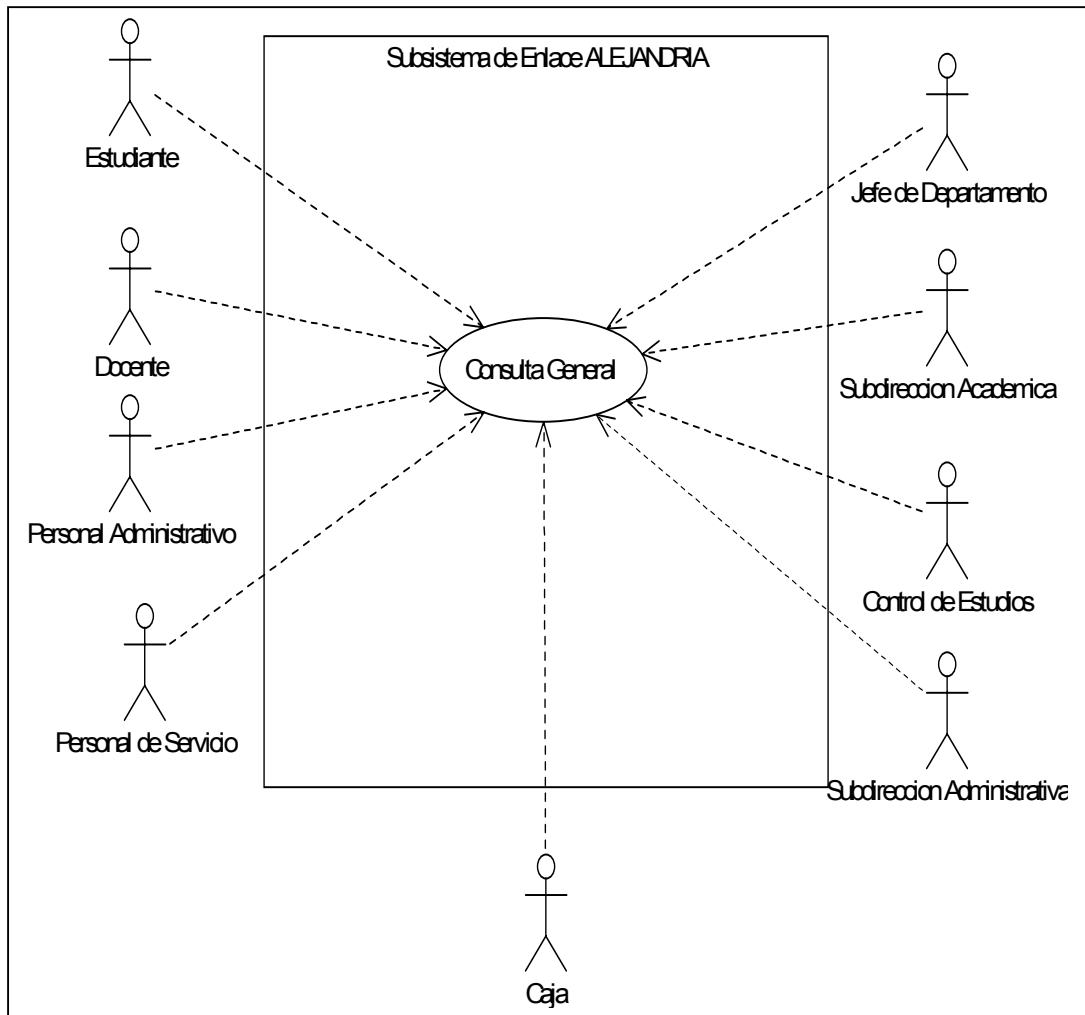 Subsistema de Enlace ALEJANDRIA
Estudiante
Jefe de Departamento
Docente
Consulta General
Subdireccion Academica
Personal Administrativo
Control de Estudios
Personal de Servicio
Subdireccion Administrativa
Caja